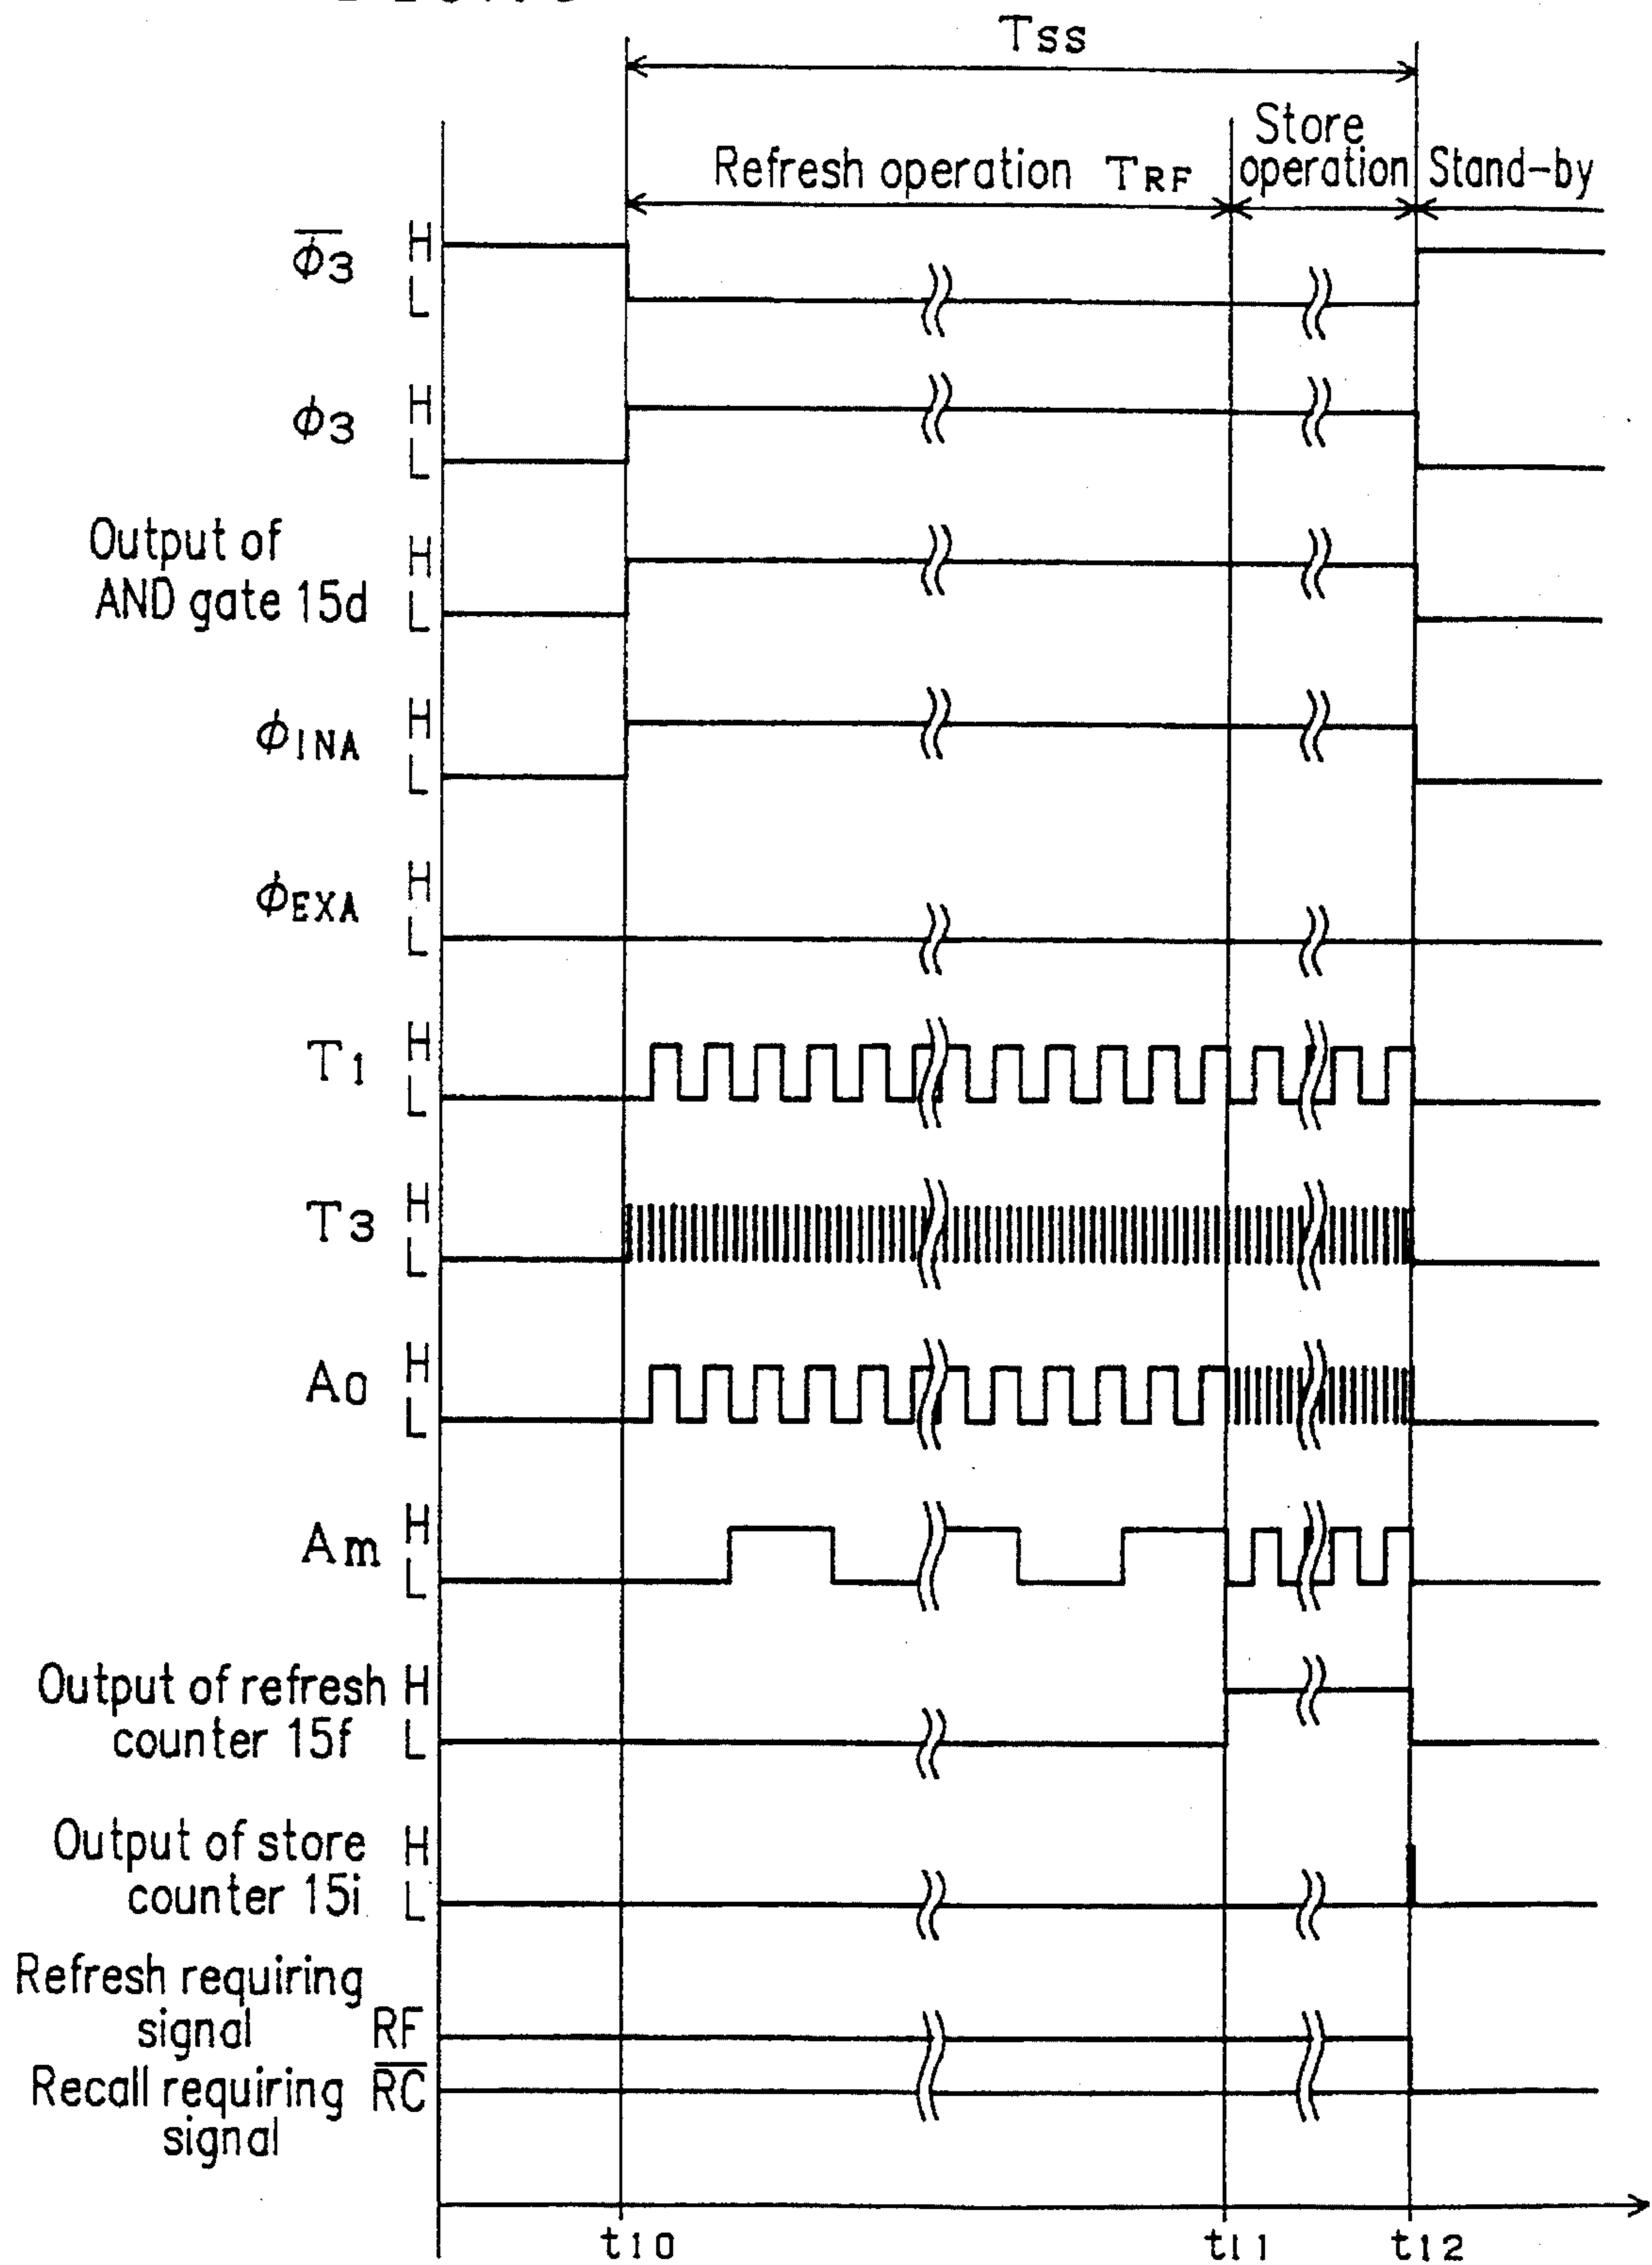 Tss
Store
Refresh operation TRF operation Stand-by
φ̅3 H
L
φ3 H
L
Output of H
AND gate 15d L
φINA H
L
φEXA H
L
T1 H
L
T3 H
L
A0 H
L
Am H
L
Output of refresh H
counter 15f L
Output of store H
counter 15i L
Refresh requiring
signal RF
Recall requiring R̅C̅
signal
t10 t11 t12